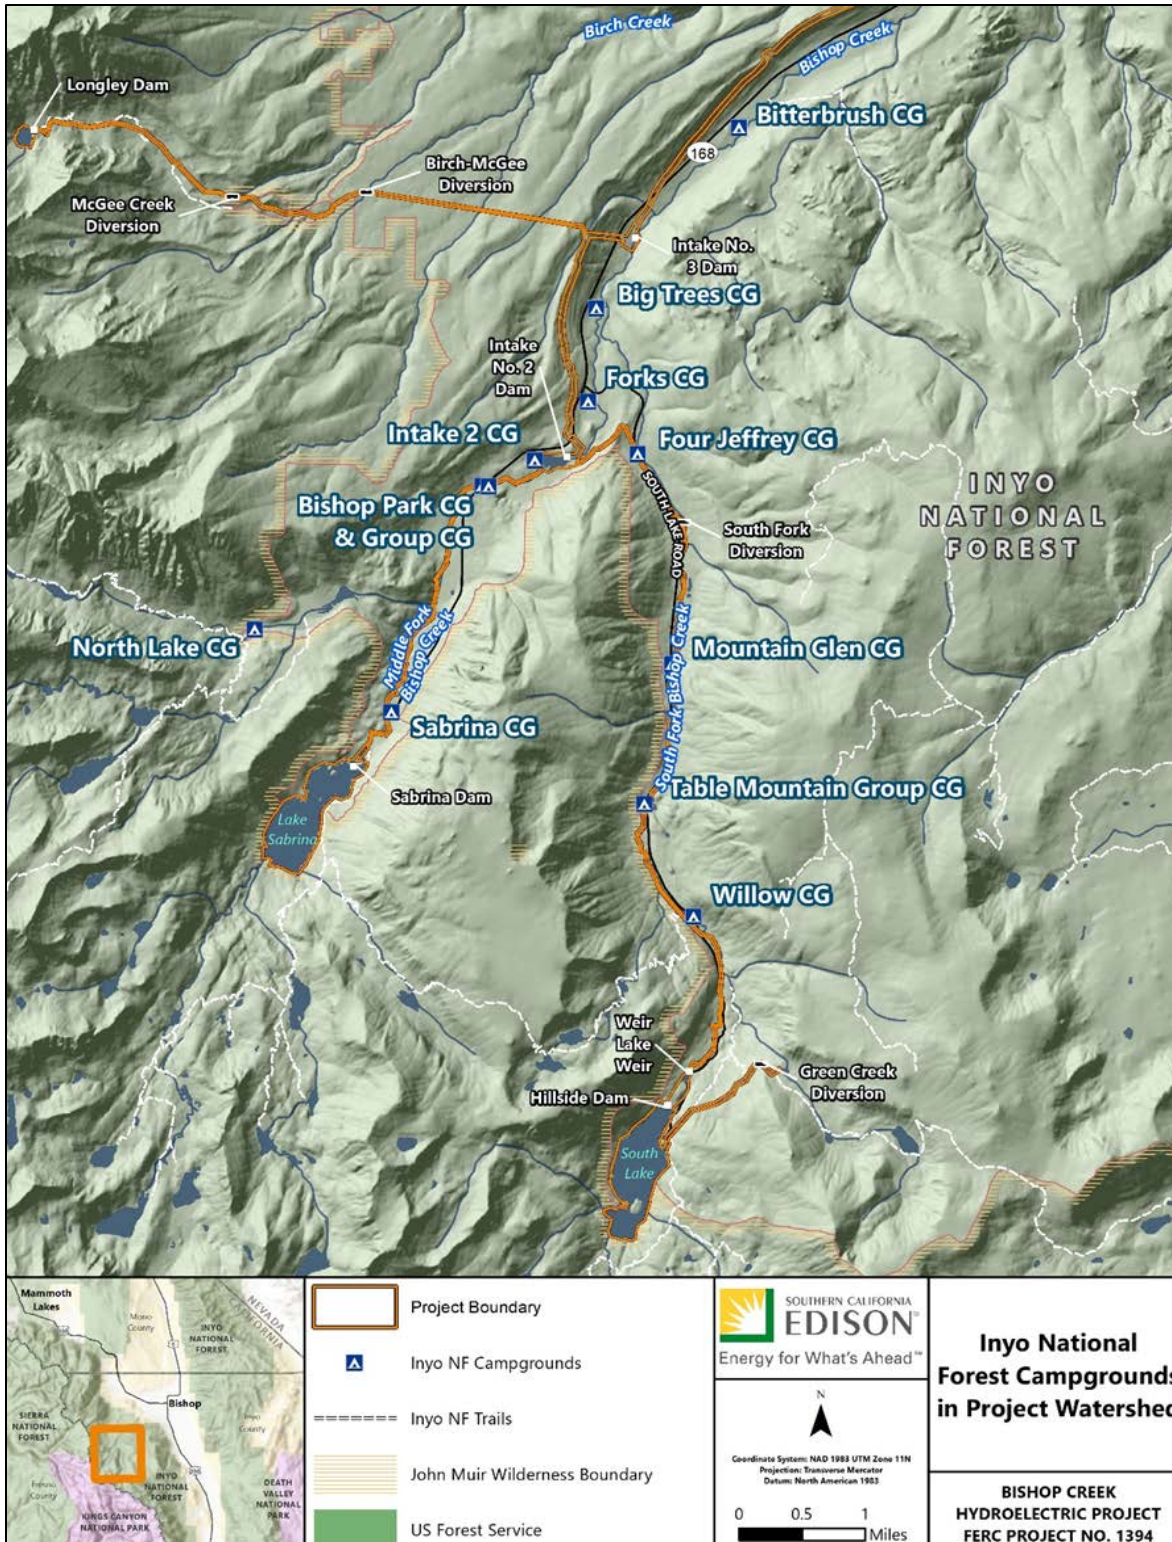 Birch Creek
Bishop Creek
Longley Dam
Bitterbrush CG
168
Birch-McGee
Diversion
McGee Creek
Diversion
Intake No.
3 Dam
Big Trees CG
Intake
No. 2
Dam
Forks CG
Intake 2 CG
Four Jeffrey CG
SOUTH LAKE ROAD
INYO
NATIONAL
FOREST
Bishop Park CG
& Group CG
South Fork
Diversion
North Lake CG
Middle Fork
Bishop Creek
Mountain Glen CG
South Fork Bishop Creek
Sabrina CG
Table Mountain Group CG
Sabrina Dam
Lake
Sabrina
Willow CG
Weir
Lake
Weir
Green Creek
Diversion
Hillside Dam
South
Lake
Mammoth
Lakes
Mono
County
NEVADA
CALIFORNIA
INYO
NATIONAL
FOREST
Bishop
SIERRA
NATIONAL
FOREST
Inyo
County
Fresno
County
INYO
NATIONAL
FOREST
DEATH
VALLEY
NATIONAL
PARK
KINGS CANYON
NATIONAL PARK
Project Boundary
Inyo NF Campgrounds
Inyo NF Trails
John Muir Wilderness Boundary
US Forest Service
SOUTHERN CALIFORNIA
EDISON
Energy for What's Ahead℠
N
Coordinate System: NAD 1983 UTM Zone 11N
Projection: Transverse Mercator
Datum: North American 1983
0 0.5 1
Miles
Inyo National
Forest Campgrounds
in Project Watershed
BISHOP CREEK
HYDROELECTRIC PROJECT
FERC PROJECT NO. 1394